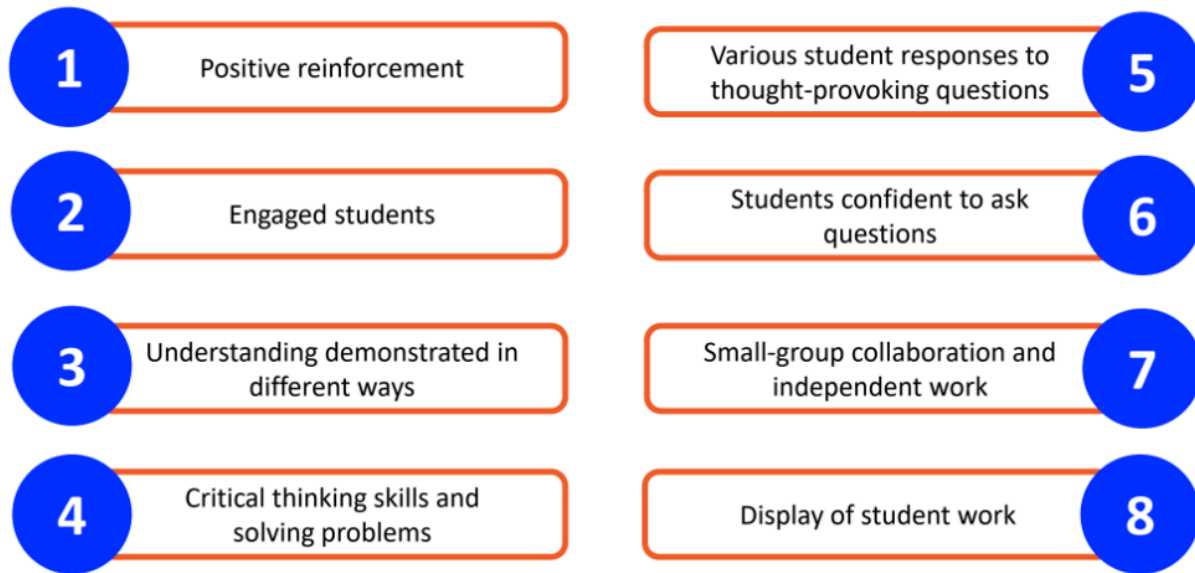 1
Positive reinforcement
2
Engaged students
3
Understanding demonstrated in
different ways
4
Critical thinking skills and
solving problems
Various student responses to
thought-provoking questions
5
Students confident to ask
questions
6
Small-group collaboration and
independent work
7
Display of student work
8